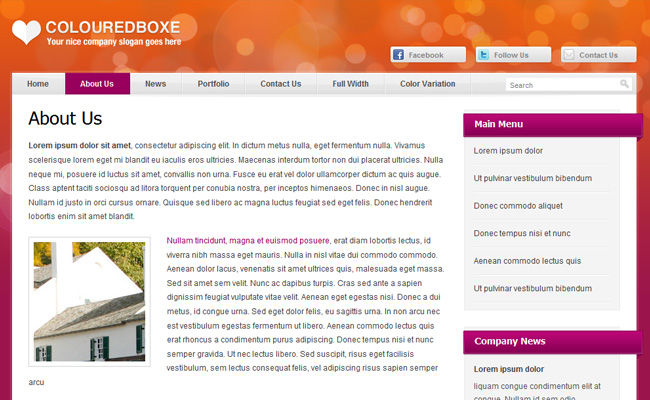 COLOUREDBOXE
Your nice company slogan goes here
Facebook
Follow Us
Contact Us
Home
About Us
News
Portfolio
Contact Us
Full Width
Color Variation
Search
About Us
Lorem ipsum dolor sit amet, consectetur adipiscing elit. In dictum metus nulla, eget fermentum nulla. Vivamus
scelerisque lorem eget mi blandit eu iaculis eros ultricies. Maecenas interdum tortor non dui placerat ultricies. Nulla
neque mi, posuere id luctus sit amet, convallis non urna. Fusce eu erat vel dolor ullamcorper dictum ac quis augue.
Class aptent taciti sociosqu ad litora torquent per conubia nostra, per inceptos himenaeos. Donec in nisl augue.
Nullam id justo in orci cursus ornare. Quisque sed libero ac magna luctus feugiat sed eget felis. Donec hendrerit
lobortis enim sit amet blandit.
Nullam tincidunt, magna et euismod posuere, erat diam lobortis lectus, id
viverra nibh massa eget mauris. Nulla in nisl vitae dui commodo commodo.
Aenean dolor lacus, venenatis sit amet ultrices quis, malesuada eget massa.
Sed sit amet sem velit. Nunc ac dapibus turpis. Cras sed ante a sapien
dignissim feugiat vulputate vitae velit. Aenean eget egestas nisi. Donec a dui
metus, id congue urna. Sed eget dolor felis, eu sagittis urna. In non arcu nec
est vestibulum egestas fermentum ut libero. Aenean commodo lectus quis
erat rhoncus a condimentum purus adipiscing. Donec tempus nisi et nunc
semper gravida. Ut nec lectus libero. Sed suscipit, risus eget facilisis
vestibulum, sem lectus consequat felis, vel adipiscing risus sapien semper
arcu
Main Menu
Lorem ipsum dolor
Ut pulvinar vestibulum bibendum
Donec commodo aliquet
Donec tempus nisi et nunc
Aenean commodo lectus quis
Ut pulvinar vestibulum bibendum
Company News
Lorem ipsum dolor
liquam congue condimentum elit at
congue. Nullam id sem odio